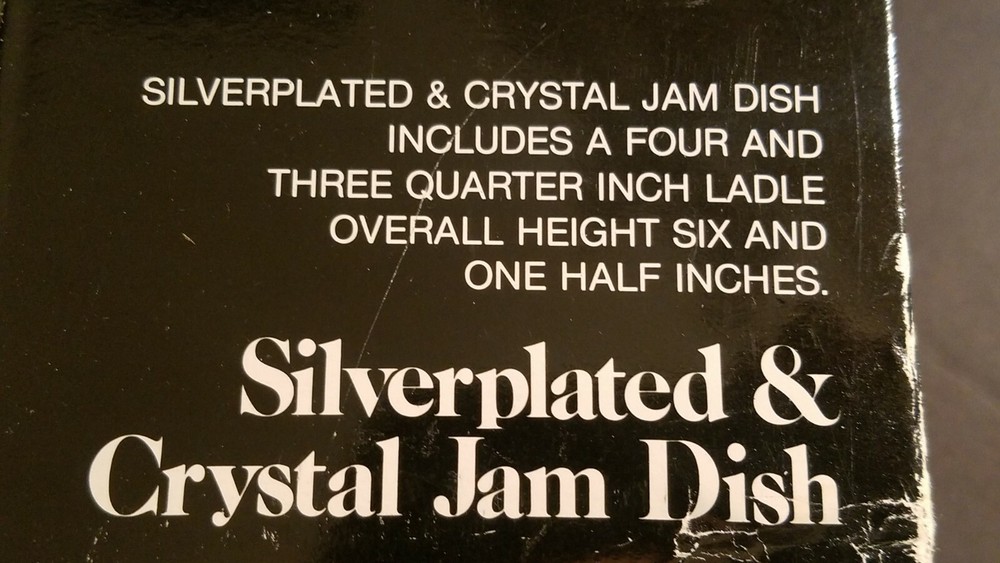 SILVERPLATED & CRYSTAL JAM DISH
INCLUDES A FOUR AND
THREE QUARTER INCH LADLE
OVERALL HEIGHT SIX AND
ONE HALF INCHES.
Silverplated &
Crystal Jam Dish